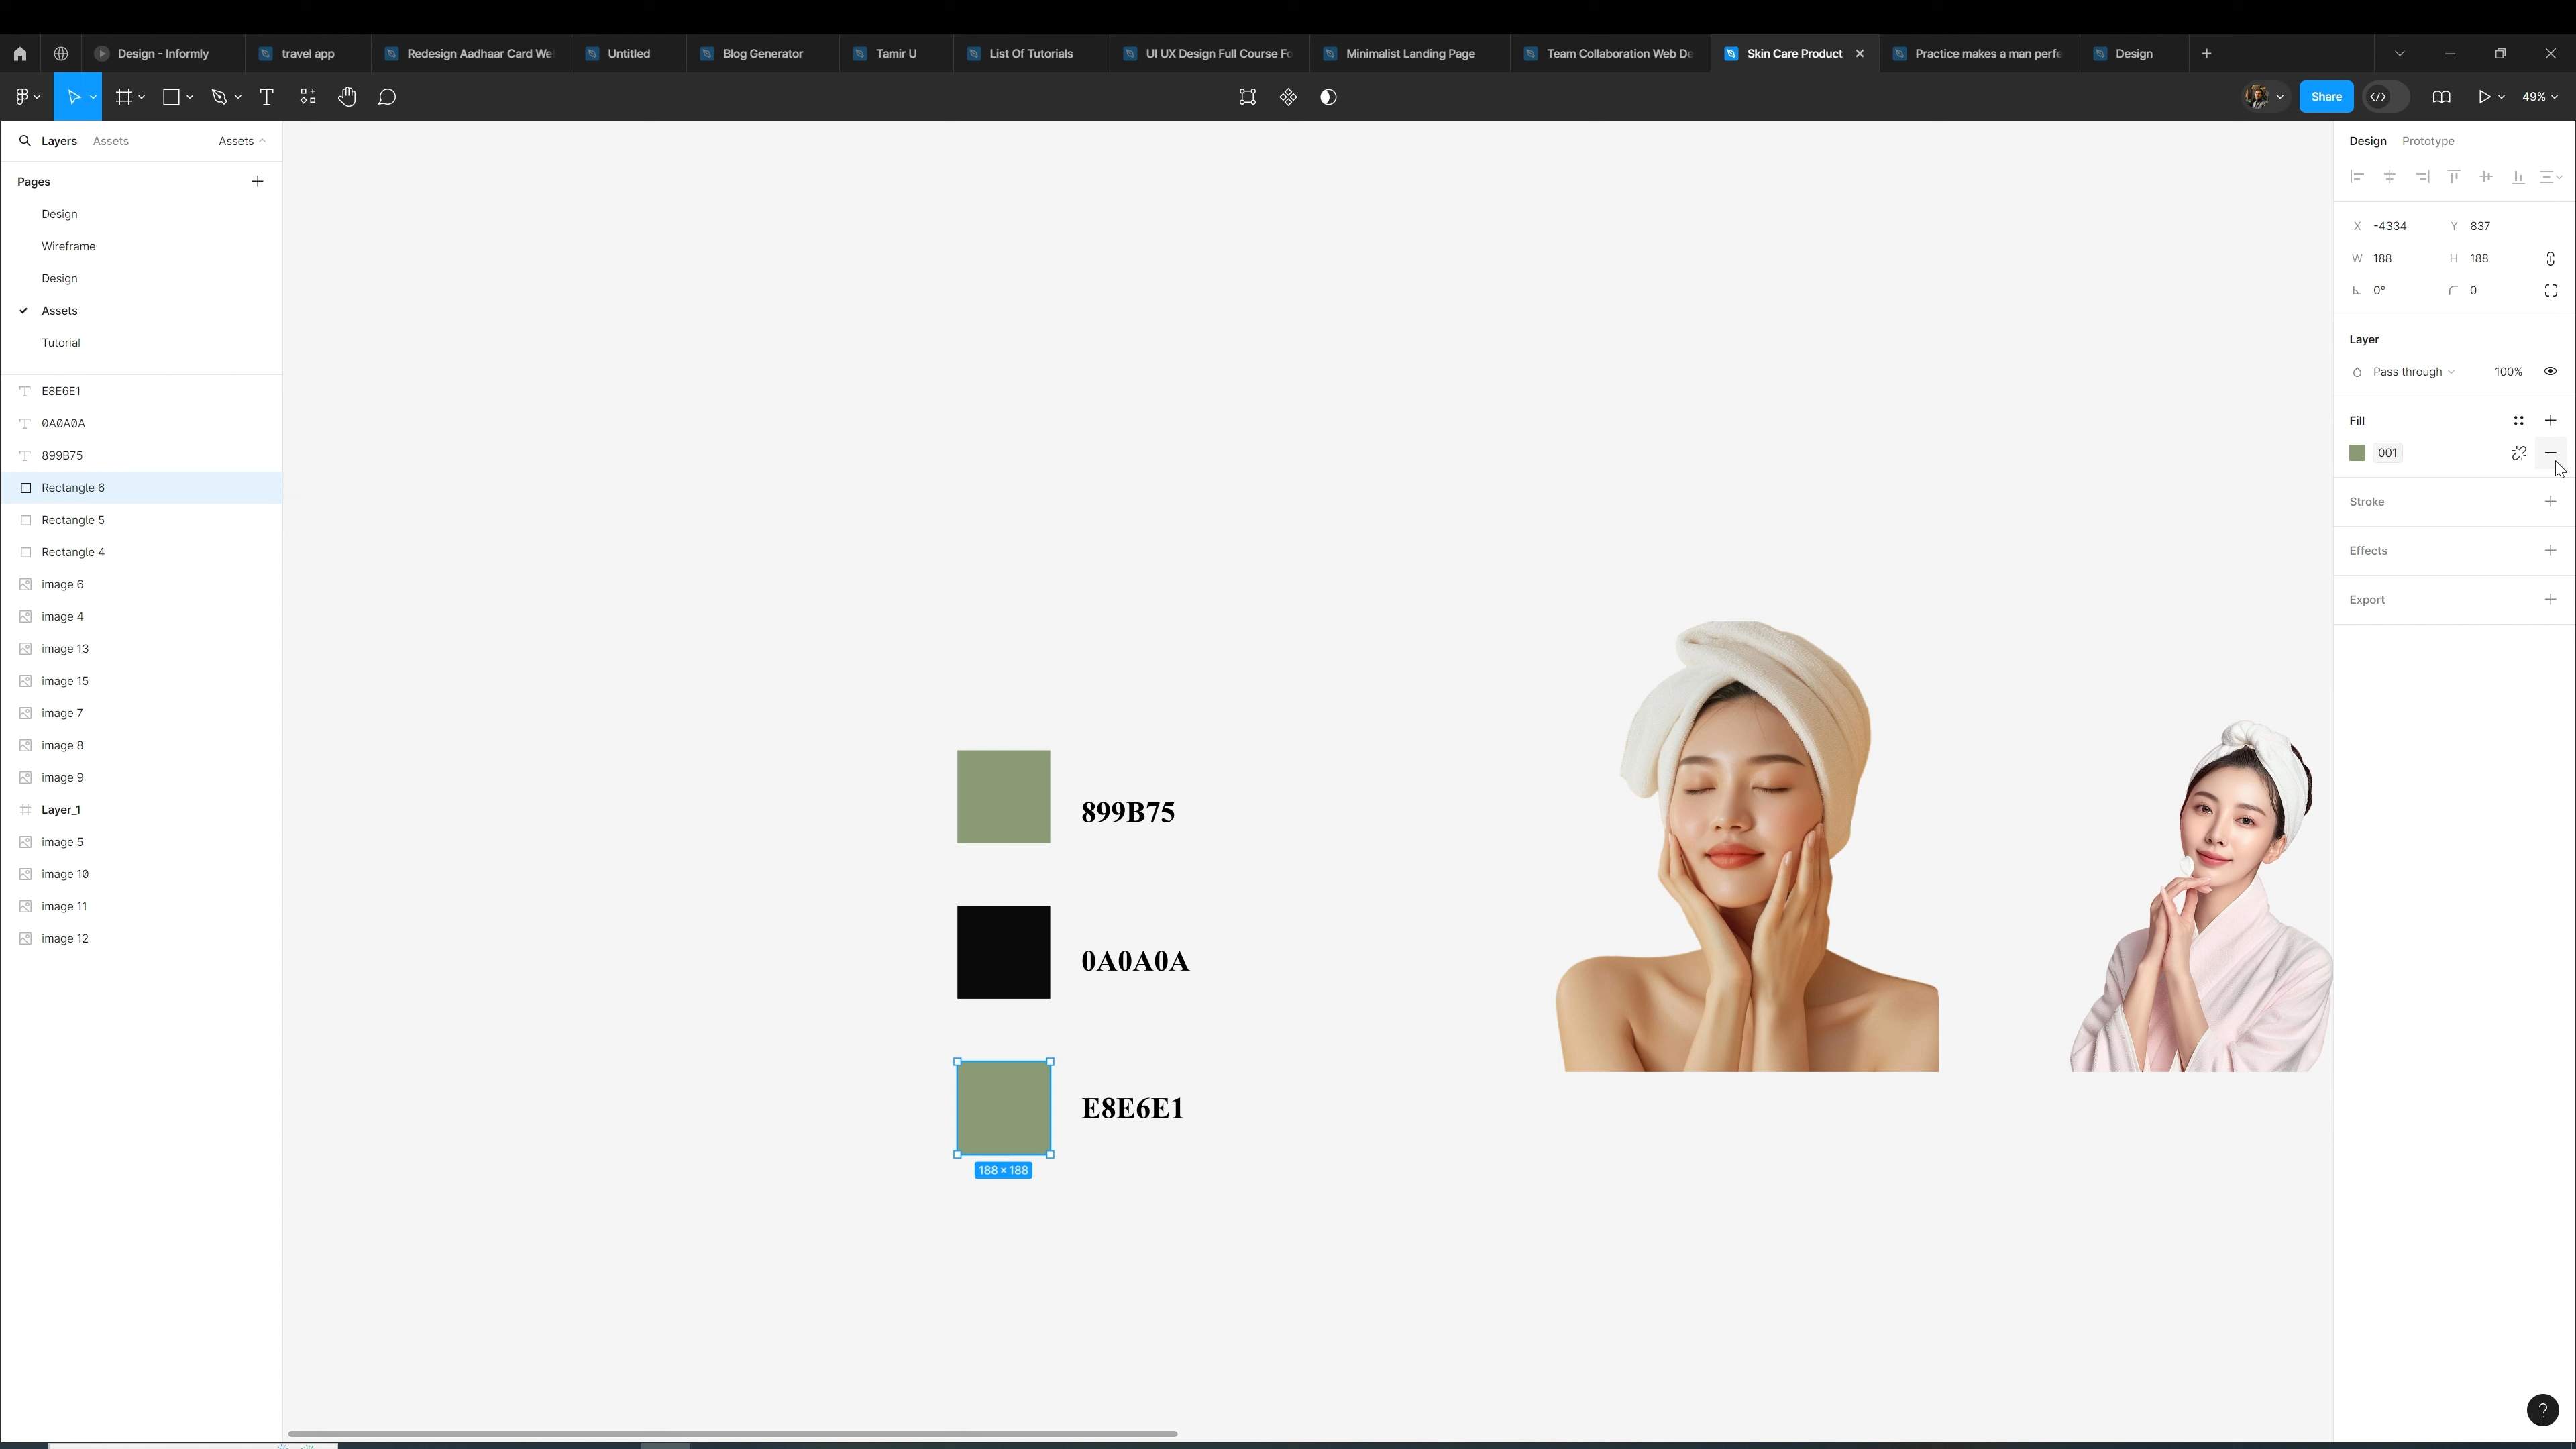 Design - Informly
travel app
Redesign Aadhaar Card We
Untitled
Blog Generator
Tamir U
List Of Tutorials
UI UX Design Full Course Fo
Minimalist Landing Page
Team Collaboration Web De
Skin Care Product
Practice makes a man perfe
Design
Share
49%
Layers
Assets
Assets
Pages
Design
Wireframe
Design
Assets
Tutorial
E8E6E1
0A0A0A
899B75
Rectangle 6
Rectangle 5
Rectangle 4
image 6
image 4
image 13
image 15
image 7
image 8
image 9
Layer_1
image 5
image 10
image 11
image 12
899B75
0A0A0A
E8E6E1
188 × 188
Design
Prototype
X -4334
Y 837
W 188
H 188
0°
0
Layer
Pass through
100%
Fill
001
Stroke
Effects
Export
?